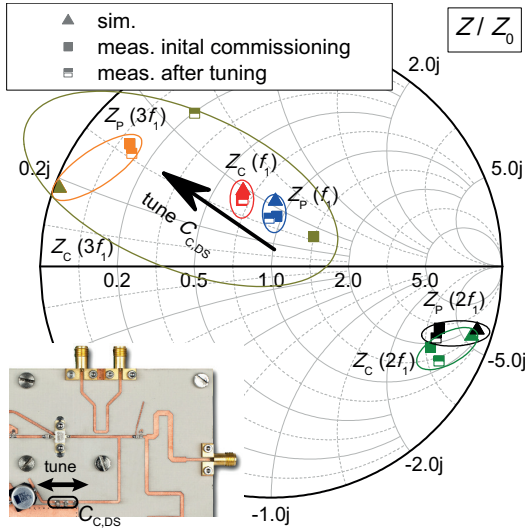 sim.
meas. inital commissioning
meas. after tuning
Z / Z0
2.0j
5.0j
0.2j
ZP (3f1)
ZC (f1)
ZP (f1)
tune CC,DS
ZC (3f1)
0.2
0.5
1.0
2.0
5.0
ZP (2f1)
ZC (2f1)
-5.0j
-2.0j
-1.0j
tune
CC,DS